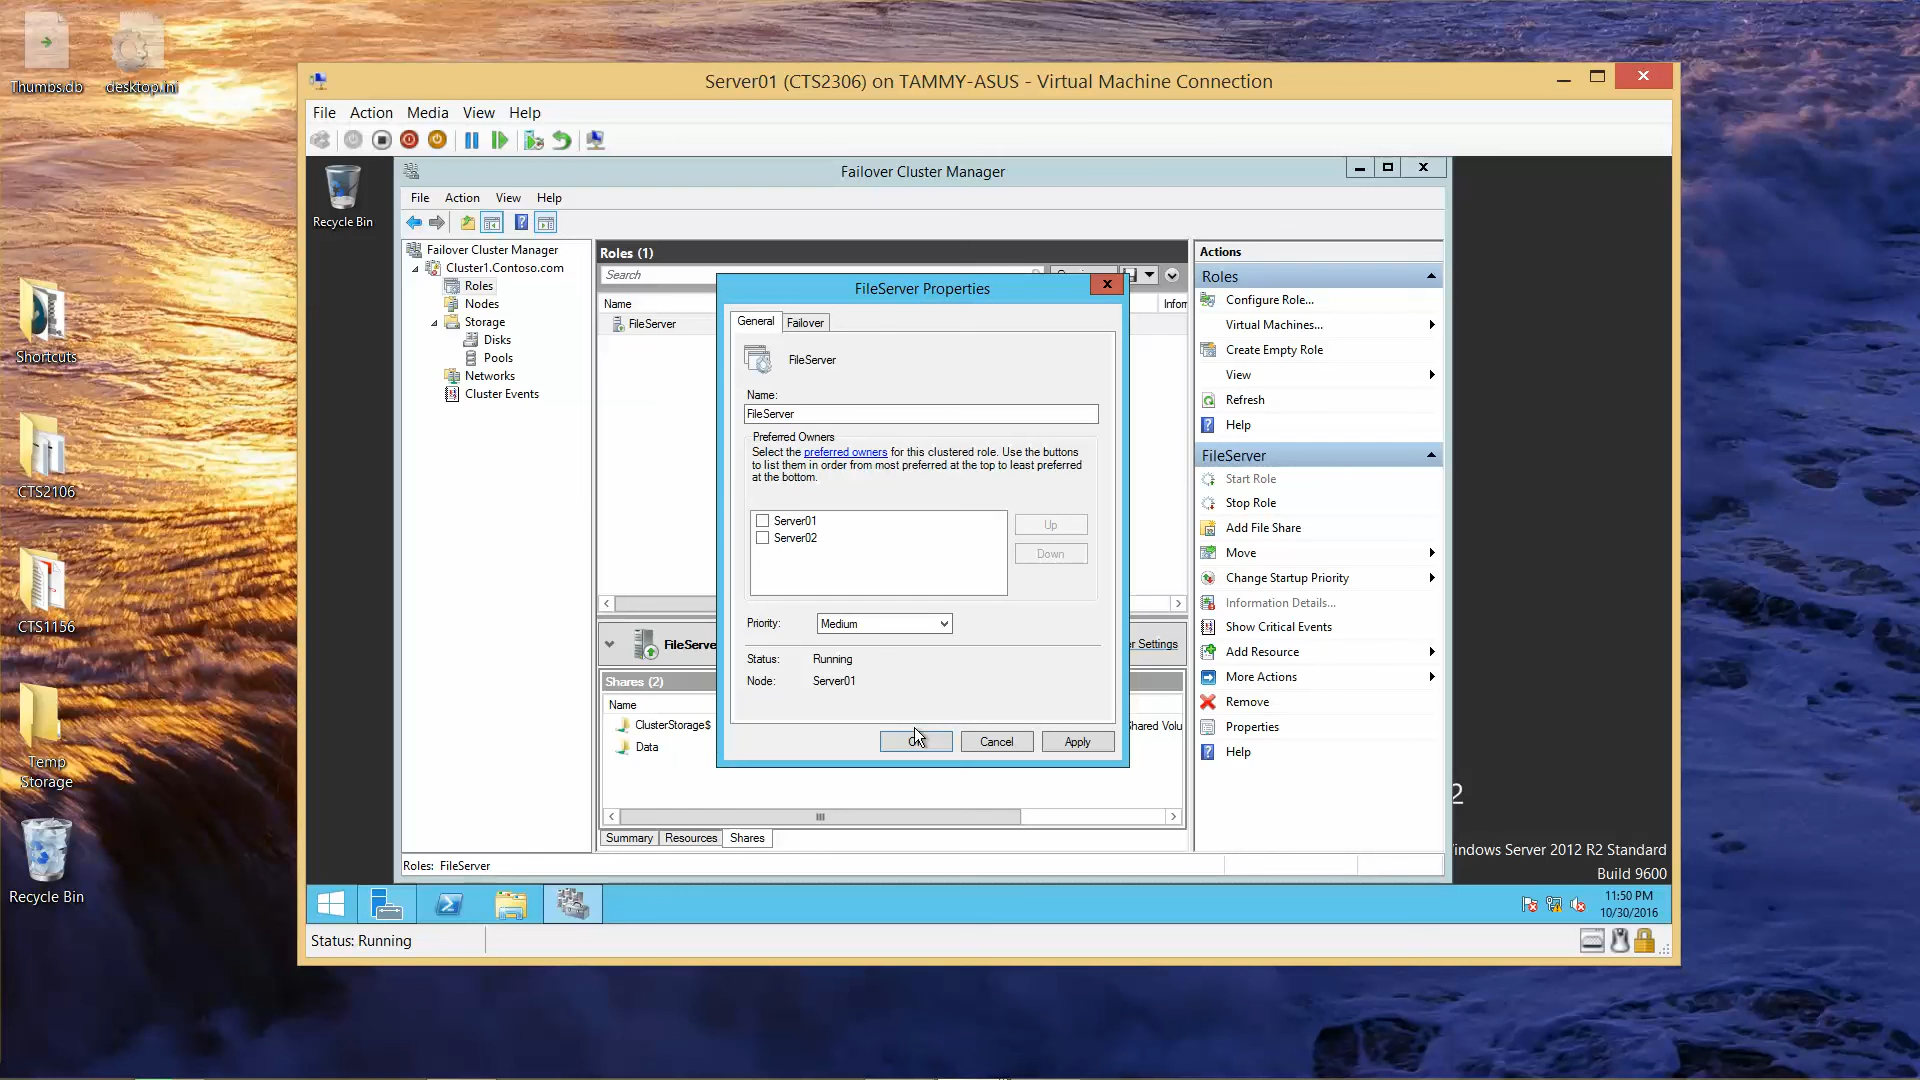 Thumbs.db
desktop.ini
Shortcuts
CTS2106
CTS1156
Temp
Storage
Recycle Bin
Server01 (CTS2306) on TAMMY-ASUS - Virtual Machine Connection
File Action Media View Help
Recycle Bin
Failover Cluster Manager
File Action View Help
Failover Cluster Manager
Cluster1.Contoso.com
Roles
Nodes
Storage
Disks
Pools
Networks
Cluster Events
Roles (1)
Search
Name
Inform
FileServer
FileServer Properties
General Failover
FileServer
Name:
FileServer
Preferred Owners
Select the preferred owners for this clustered role. Use the buttons
to list them in order from most preferred at the top to least preferred
at the bottom.
Server01
Server02
Up
Down
Priority: Medium
Status: Running
Node: Server01
Cancel Apply
FileServe
r Settings
Shares (2)
Name
ClusterStorage$
Shared Volu
Data
Summary Resources Shares
Roles: FileServer
Actions
Roles
Configure Role...
Virtual Machines...
Create Empty Role
View
Refresh
Help
FileServer
Start Role
Stop Role
Add File Share
Move
Change Startup Priority
Information Details...
Show Critical Events
Add Resource
More Actions
Remove
Properties
Help
2
indows Server 2012 R2 Standard
Build 9600
11:50 PM
10/30/2016
Status: Running